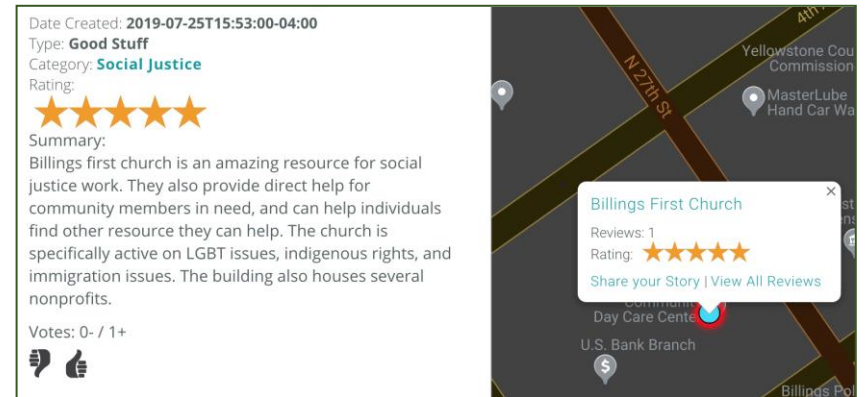 Date Created: 2019-07-25T15:53:00-04:00
Type: Good Stuff
Category: Social Justice
Rating:
Summary:
Billings first church is an amazing resource for social
justice work. They also provide direct help for
community members in need, and can help individuals
find other resource they can help. The church is
specifically active on LGBT issues, indigenous rights, and
immigration issues. The building also houses several
nonprofits.
Votes: 0- / 1+
4th
N 27th St
Yellowstone Cou
Commission
MasterLube
Hand Car Wa
Billings First Church
Reviews: 1
Rating:
Share your Story | View All Reviews
Day Care Cente
U.S. Bank Branch
$
Billings Pol